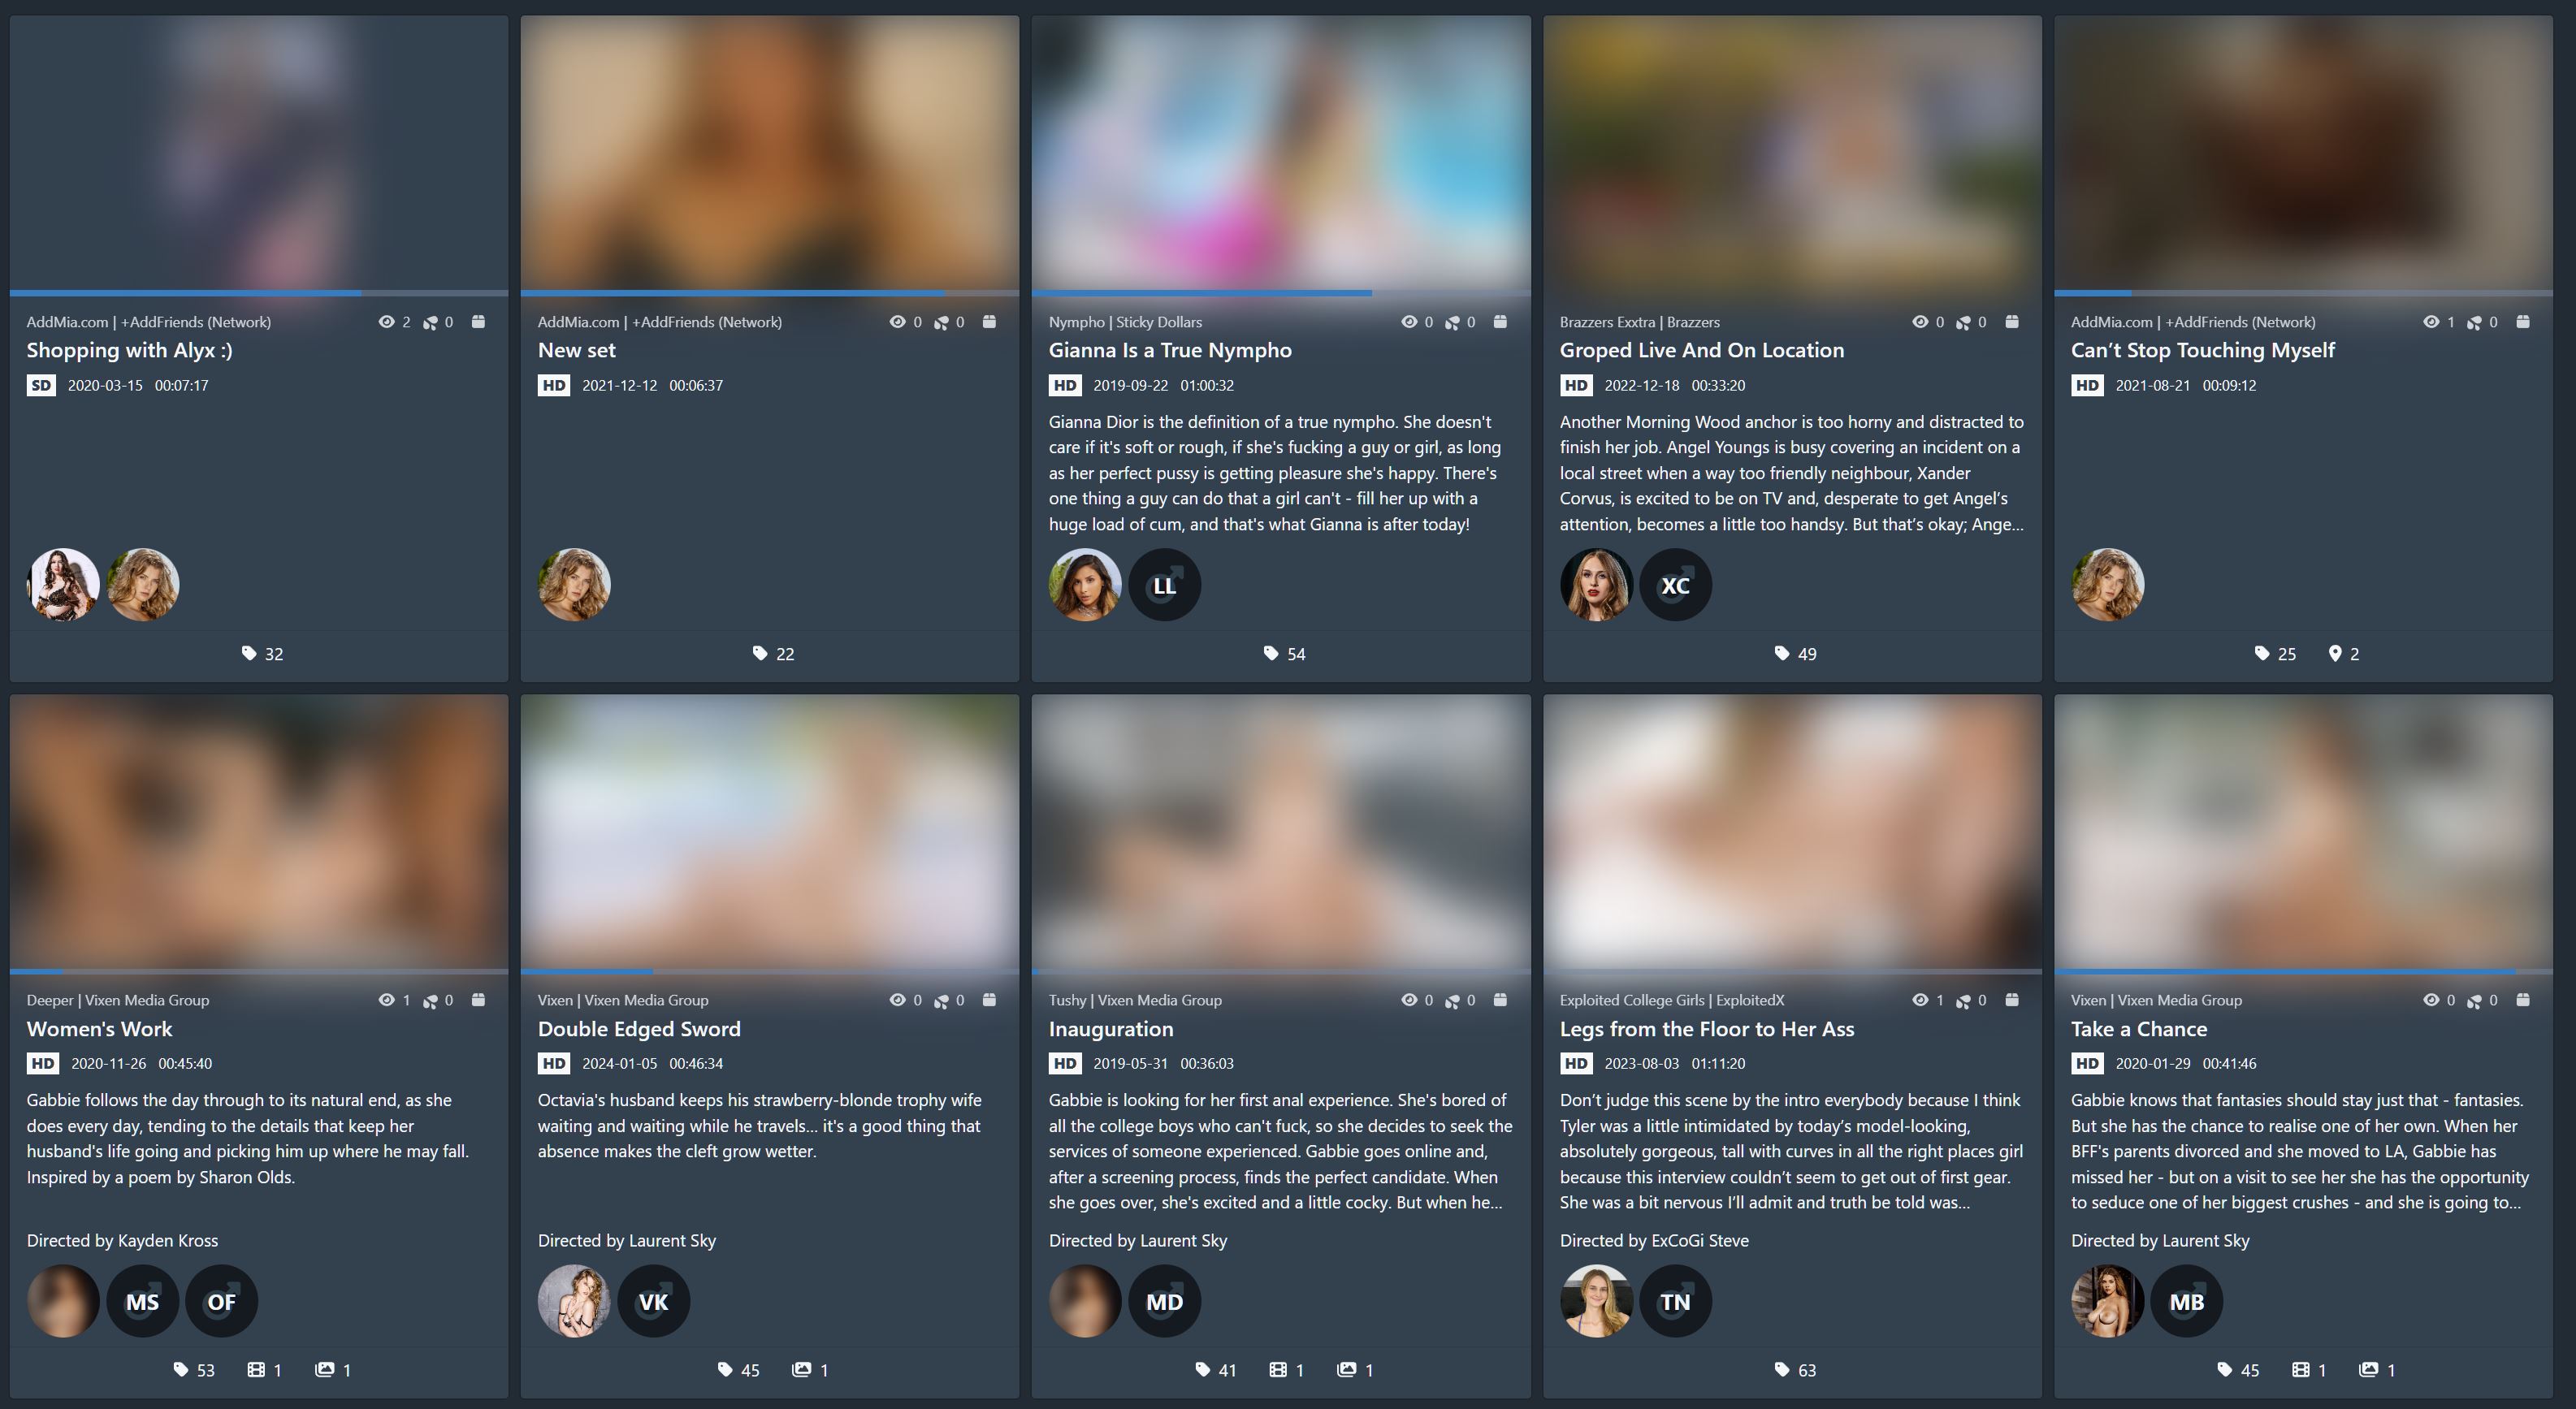 AddMia.com | +AddFriends (Network) 2 0
Shopping with Alyx :)
SD 2020-03-15 00:07:17
32
AddMia.com | +AddFriends (Network) 0 0
New set
HD 2021-12-12 00:06:37
22
Nympho | Sticky Dollars 0 0
Gianna Is a True Nympho
HD 2019-09-22 01:00:32
Gianna Dior is the definition of a true nympho. She doesn't
care if it's soft or rough, if she's fucking a guy or girl, as long
as her perfect pussy is getting pleasure she's happy. There's
one thing a guy can do that a girl can't - fill her up with a
huge load of cum, and that's what Gianna is after today!
LL
54
Brazzers Exxtra | Brazzers 0 0
Groped Live And On Location
HD 2022-12-18 00:33:20
Another Morning Wood anchor is too horny and distracted to
finish her job. Angel Youngs is busy covering an incident on a
local street when a way too friendly neighbour, Xander
Corvus, is excited to be on TV and, desperate to get Angel’s
attention, becomes a little too handsy. But that’s okay; Ange...
XC
49
AddMia.com | +AddFriends (Network) 1 0
Can’t Stop Touching Myself
HD 2021-08-21 00:09:12
25 2
Deeper | Vixen Media Group 1 0
Women's Work
HD 2020-11-26 00:45:40
Gabbie follows the day through to its natural end, as she
does every day, tending to the details that keep her
husband's life going and picking him up where he may fall.
Inspired by a poem by Sharon Olds.
Directed by Kayden Kross
MS OF
53 1 1
Vixen | Vixen Media Group 0 0
Double Edged Sword
HD 2024-01-05 00:46:34
Octavia's husband keeps his strawberry-blonde trophy wife
waiting and waiting while he travels... it's a good thing that
absence makes the cleft grow wetter.
Directed by Laurent Sky
VK
45 1
Tushy | Vixen Media Group 0 0
Inauguration
HD 2019-05-31 00:36:03
Gabbie is looking for her first anal experience. She's bored of
all the college boys who can't fuck, so she decides to seek the
services of someone experienced. Gabbie goes online and,
after a screening process, finds the perfect candidate. When
she goes over, she's excited and a little cocky. But when he...
Directed by Laurent Sky
MD
41 1 1
Exploited College Girls | ExploitedX 1 0
Legs from the Floor to Her Ass
HD 2023-08-03 01:11:20
Don’t judge this scene by the intro everybody because I think
Tyler was a little intimidated by today’s model-looking,
absolutely gorgeous, tall with curves in all the right places girl
because this interview couldn’t seem to get out of first gear.
She was a bit nervous I’ll admit and truth be told was...
Directed by ExCoGi Steve
TN
63
Vixen | Vixen Media Group 0 0
Take a Chance
HD 2020-01-29 00:41:46
Gabbie knows that fantasies should stay just that - fantasies.
But she has the chance to realise one of her own. When her
BFF's parents divorced and she moved to LA, Gabbie has
missed her - but on a visit to see her she has the opportunity
to seduce one of her biggest crushes - and she is going to...
Directed by Laurent Sky
MB
45 1 1